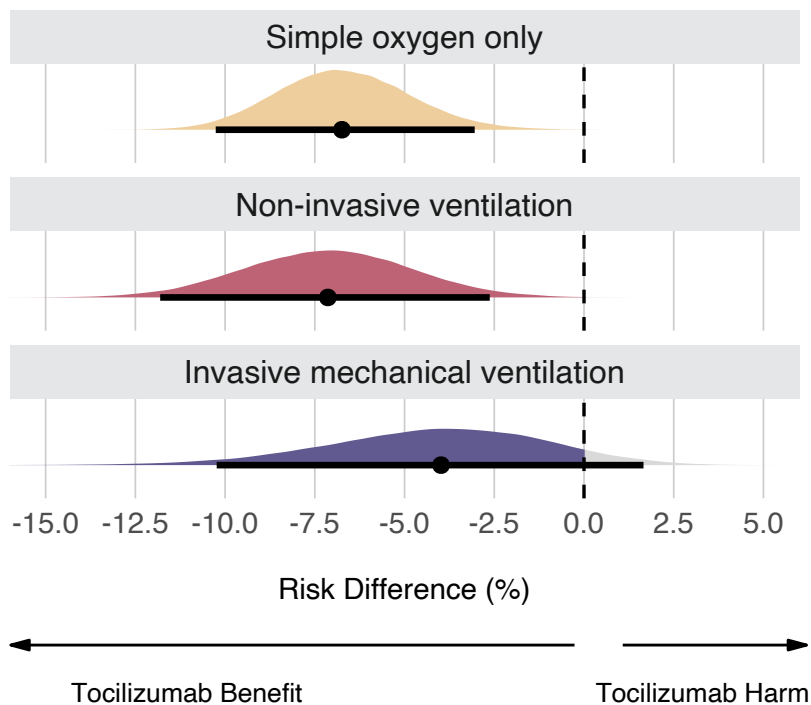 Simple oxygen only
Non-invasive ventilation
Invasive mechanical ventilation
-15.0 -12.5 -10.0 -7.5 -5.0 -2.5 0.0 2.5 5.0
Risk Difference (%)
Tocilizumab Benefit Tocilizumab Harm